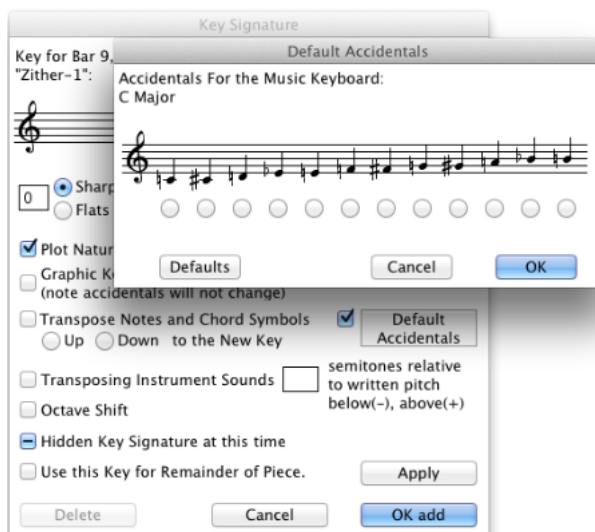 Key Signature
Key for Bar 9,
"Zither-1":
Default Accidentals
Accidentals For the Music Keyboard:
C Major
Defaults
Cancel
OK
0
Flats
Graphic
(note accidentals will not change)
Transpose Notes and Chord Symbols
Up Down to the New Key
Default
Accidentals
Transposing Instrument Sounds
semitones relative
to written pitch
below(-), above(+)
Octave Shift
Hidden Key Signature at this time
Use this Key for Remainder of Piece.
Apply
Delete
Cancel
OK add